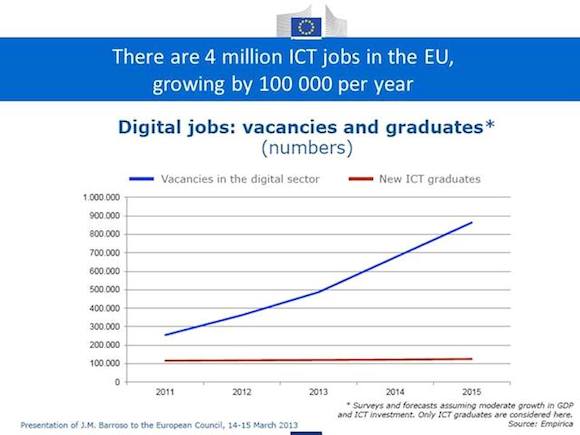 There are 4 million ICT jobs in the EU,
growing by 100 000 per year
Digital jobs: vacancies and graduates*
(numbers)
Vacancies in the digital sector
New ICT graduates
1.000.000
900.000
800.000
700.000
600.000
500.000
400.000
300.000
200.000
100.000
0
2011 2012 2013 2014 2015
* Surveys and forecasts assuming moderate growth in GDP
and ICT investment. Only ICT graduates are considered here.
Presentation of J.M. Barroso to the European Council, 14-15 March 2013
Source: Empirica